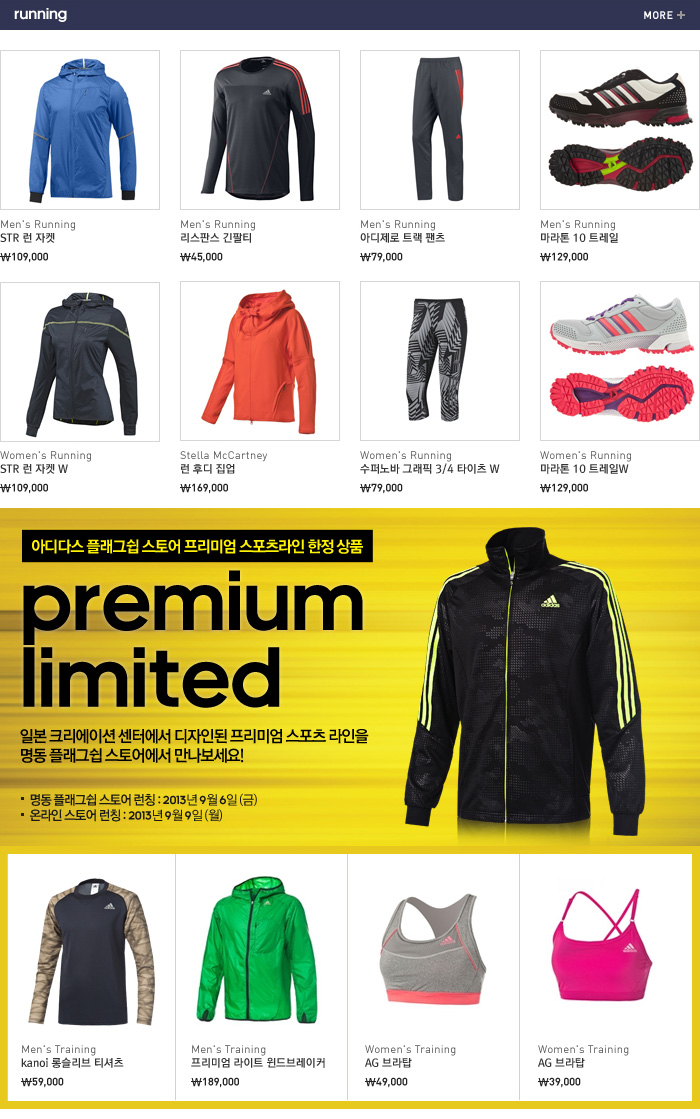 running
MORE +
Men's Running
STR 런 자켓
₩109,000
Men's Running
리스판스 긴팔티
₩45,000
Men's Running
아디제로 트랙 팬츠
₩79,000
Men's Running
마라톤 10 트레일
₩129,000
Women's Running
STR 런 자켓 W
₩109,000
Stella McCartney
런 후디 집업
₩169,000
Women's Running
수퍼노바 그래픽 3/4 타이츠 W
₩79,000
Women's Running
마라톤 10 트레일W
₩129,000
아디다스 플래그쉽 스토어 프리미엄 스포츠라인 한정 상품
premium
limited
일본 크리에이션 센터에서 디자인된 프리미엄 스포츠 라인을
명동 플래그쉽 스토어에서 만나보세요!
· 명동 플래그쉽 스토어 런칭 : 2013년 9월 6일 (금)
· 온라인 스토어 런칭 : 2013년 9월 9일 (월)
adidas
Men's Training
kanoi 롱슬리브 티셔츠
₩59,000
Men's Training
프리미엄 라이트 윈드브레이커
₩189,000
Women's Training
AG 브라탑
₩49,000
Women's Training
AG 브라탑
₩39,000